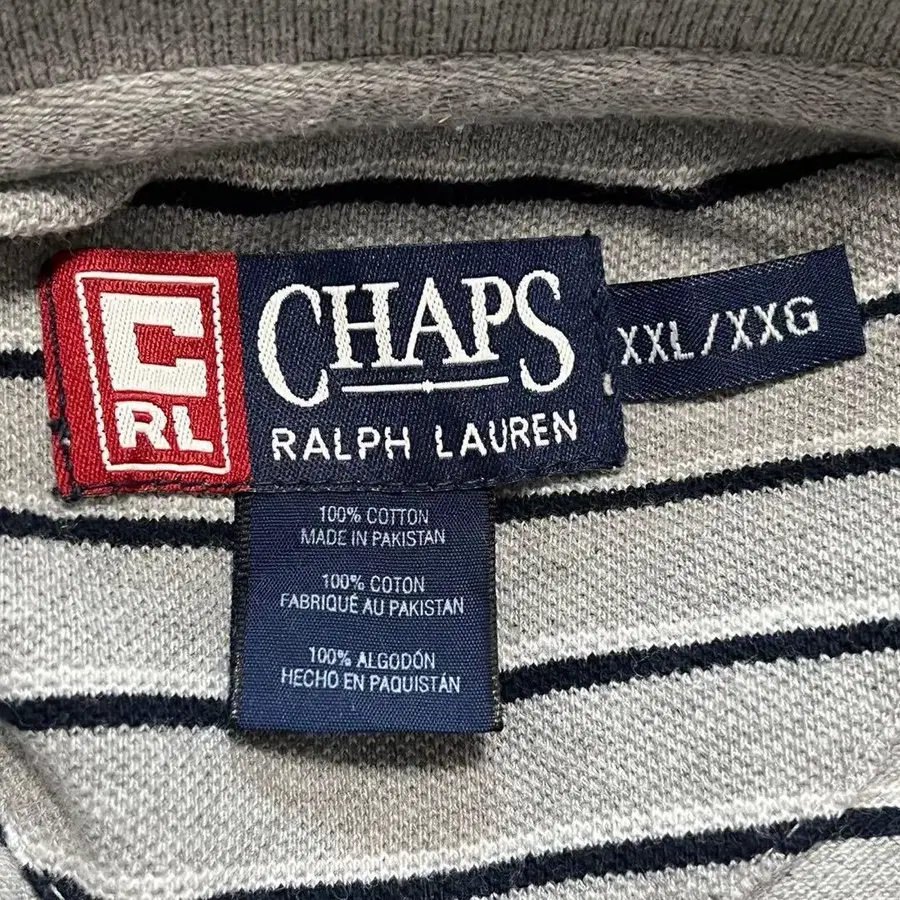 C
RL
CHAPS
RALPH LAUREN
XXL/XXG
100% COTTON
MADE IN PAKISTAN
100% COTON
FABRIQUÉ AU PAKISTAN
100% ALGODÓN
HECHO EN PAQUISTÁN